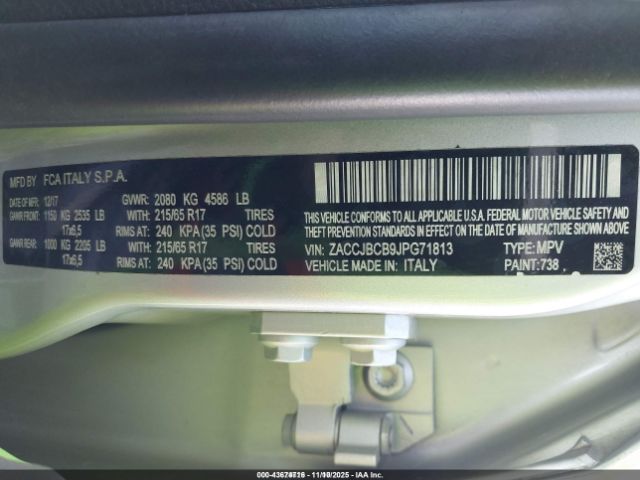 MFD BY FCA ITALY S.P.A.
DATE OF MFR: 12/17 GVWR: 2080 KG 4586 LB
GAWR FRONT: 1150 KG 2535 LB WITH: 215/65 R17 TIRES
17x6,5 RIMS AT: 240 KPA (35 PSI) COLD
GAWR REAR: 1000 KG 2205 LB WITH: 215/65 R17 TIRES
17x6,5 RIMS AT: 240 KPA (35 PSI) COLD
THIS VEHICLE CONFORMS TO ALL APPLICABLE U.S.A. FEDERAL MOTOR VEHICLE SAFETY
STANDARDS IN EFFECT ON THE DATE OF MANUFACTURE SHOWN ABOVE
VIN: ZACCJBCB9JPG71813 TYPE: MPV
VEHICLE MADE IN: ITALY PAINT: 738